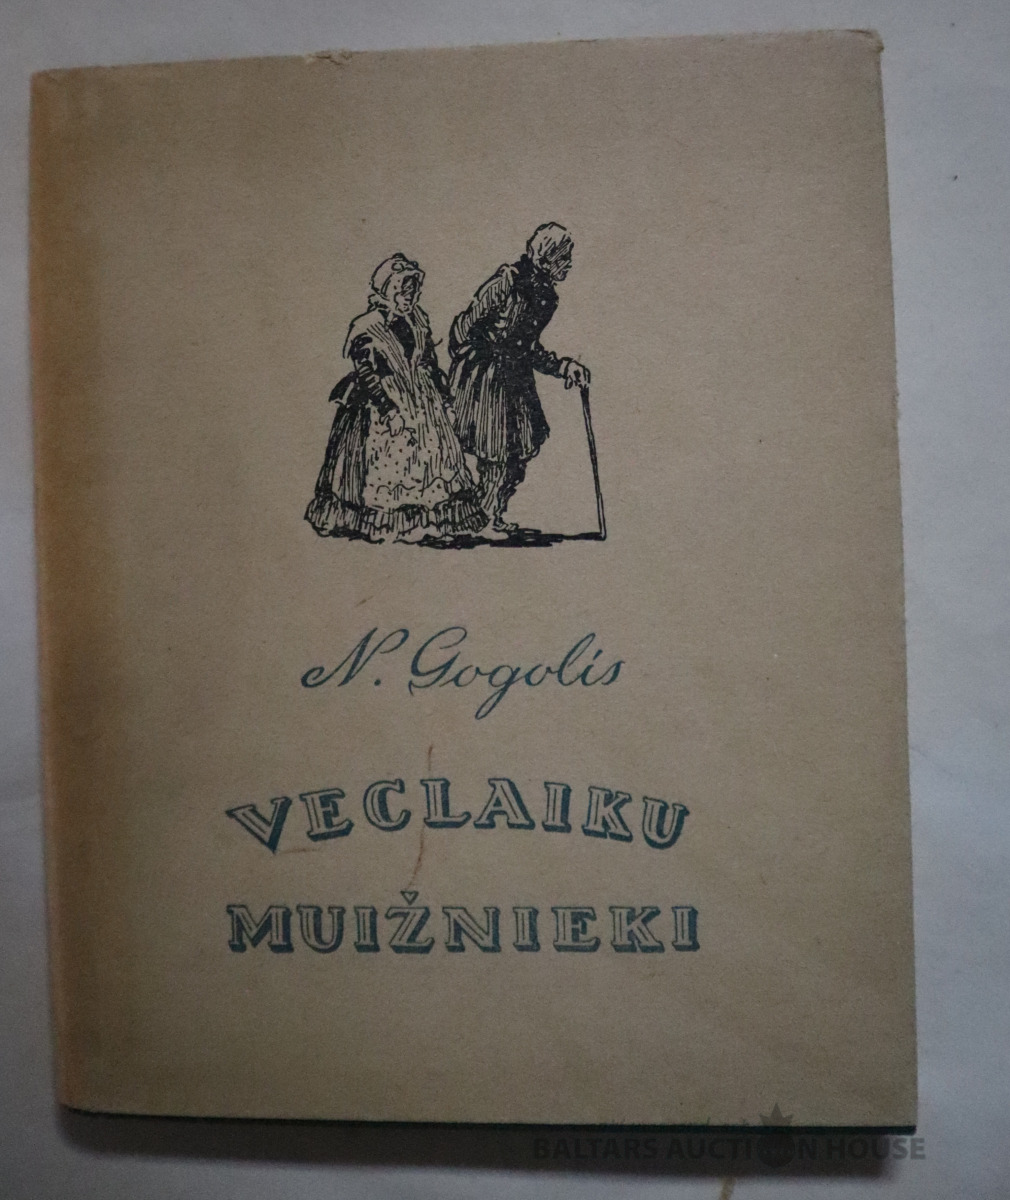 N. Gogolis
VECLAIKU
MUIŽNIEKI
BALTARS AUCTION HOUSE